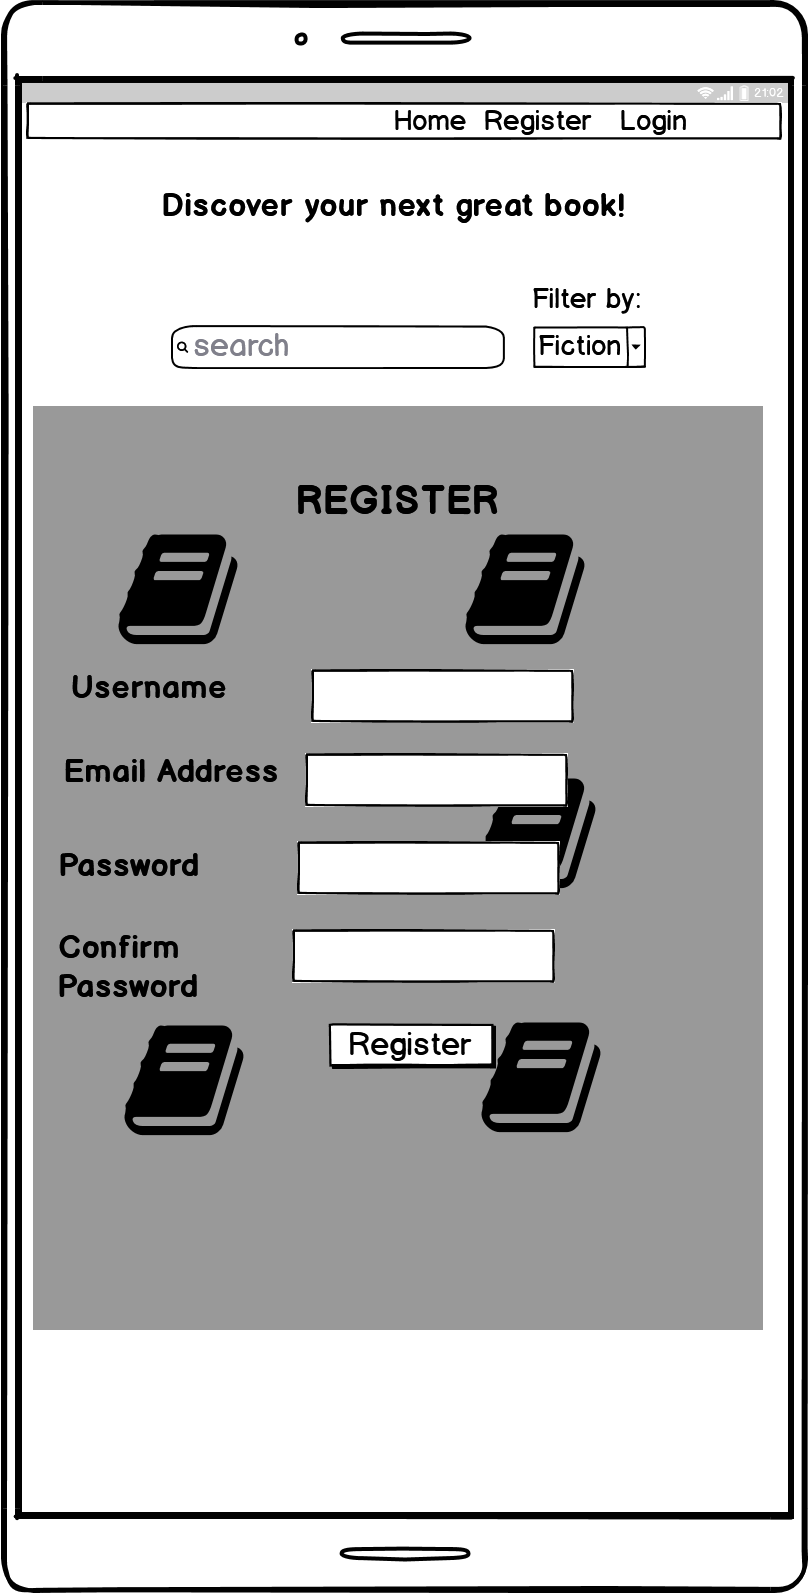 21:02
Home Register Login
Discover your next great book!
Filter by:
search
Fiction
REGISTER
Username
Email Address
Password
Confirm
Password
Register